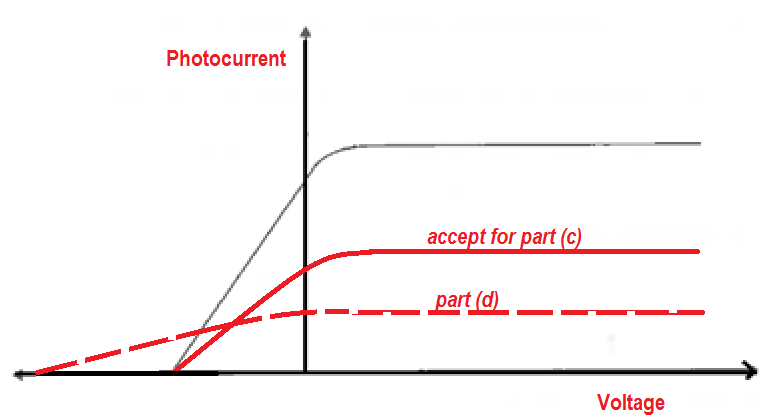 Photocurrent
accept for part (c)
part (d)
Voltage